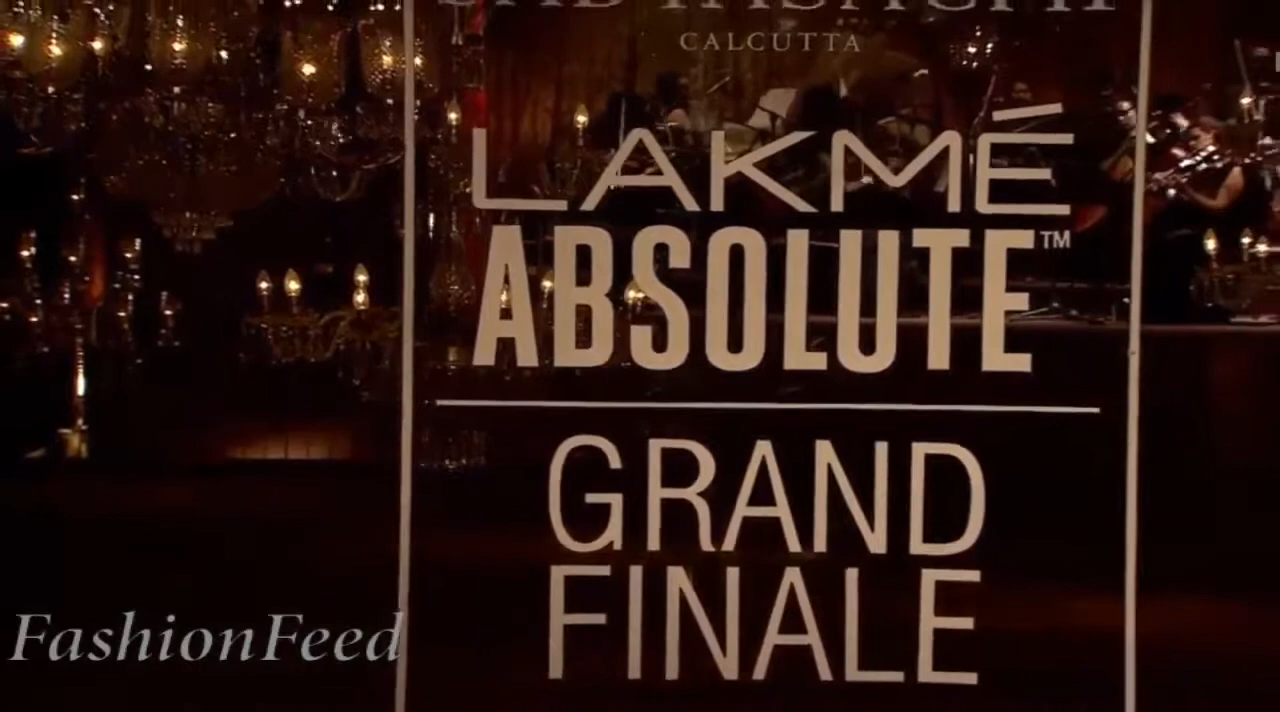 CALCUTTA
LAKMÉ
ABSOLUTE™
GRAND
FINALE
FashionFeed